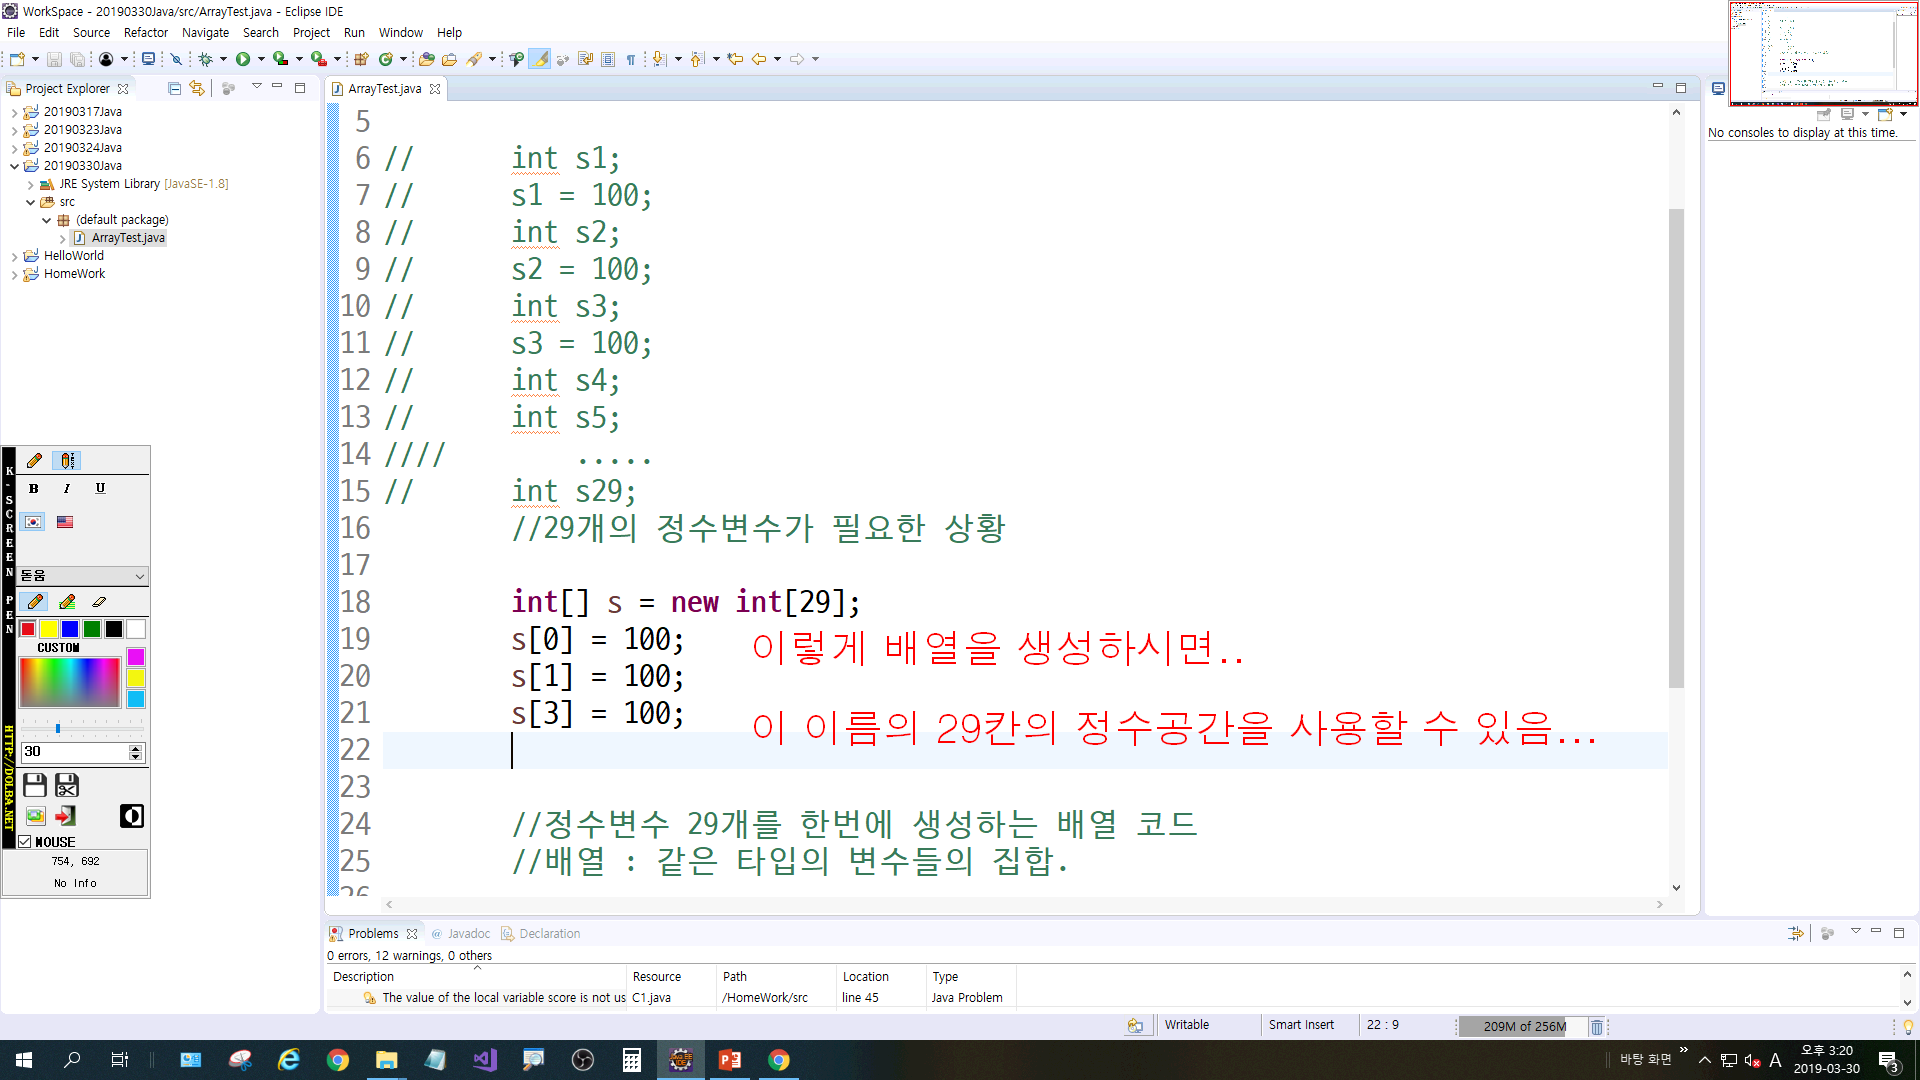 WorkSpace - 20190330Java/src/ArrayTest.java - Eclipse IDE
File Edit Source Refactor Navigate Search Project Run Window Help
Project Explorer
20190317Java
20190323Java
20190324Java
20190330Java
JRE System Library [JavaSE-1.8]
src
(default package)
ArrayTest.java
HelloWorld
HomeWork
ArrayTest.java
5
6 // int s1;
7 // s1 = 100;
8 // int s2;
9 // s2 = 100;
10 // int s3;
11 // s3 = 100;
12 // int s4;
13 // int s5;
14 //// .....
15 // int s29;
16 //29개의 정수변수가 필요한 상황
17
18 int[] s = new int[29];
19 s[0] = 100;
이렇게 배열을 생성하시면..
20 s[1] = 100;
21 s[3] = 100;
이 이름의 29칸의 정수공간을 사용할 수 있음...
22
23
24 //정수변수 29개를 한번에 생성하는 배열 코드
25 //배열 : 같은 타입의 변수들의 집합.
26
No consoles to display at this time.
K-SCREEN PEN
HTTP://DOLBA.NET
B I U
돋움
CUSTOM
30
MOUSE
754, 692
No Info
Problems @ Javadoc Declaration
0 errors, 12 warnings, 0 others
Description Resource Path Location Type
The value of the local variable score is not us C1.java /HomeWork/src line 45 Java Problem
Writable Smart Insert 22 : 9 209M of 256M
바탕 화면 » A 오후 3:20
2019-03-30
3